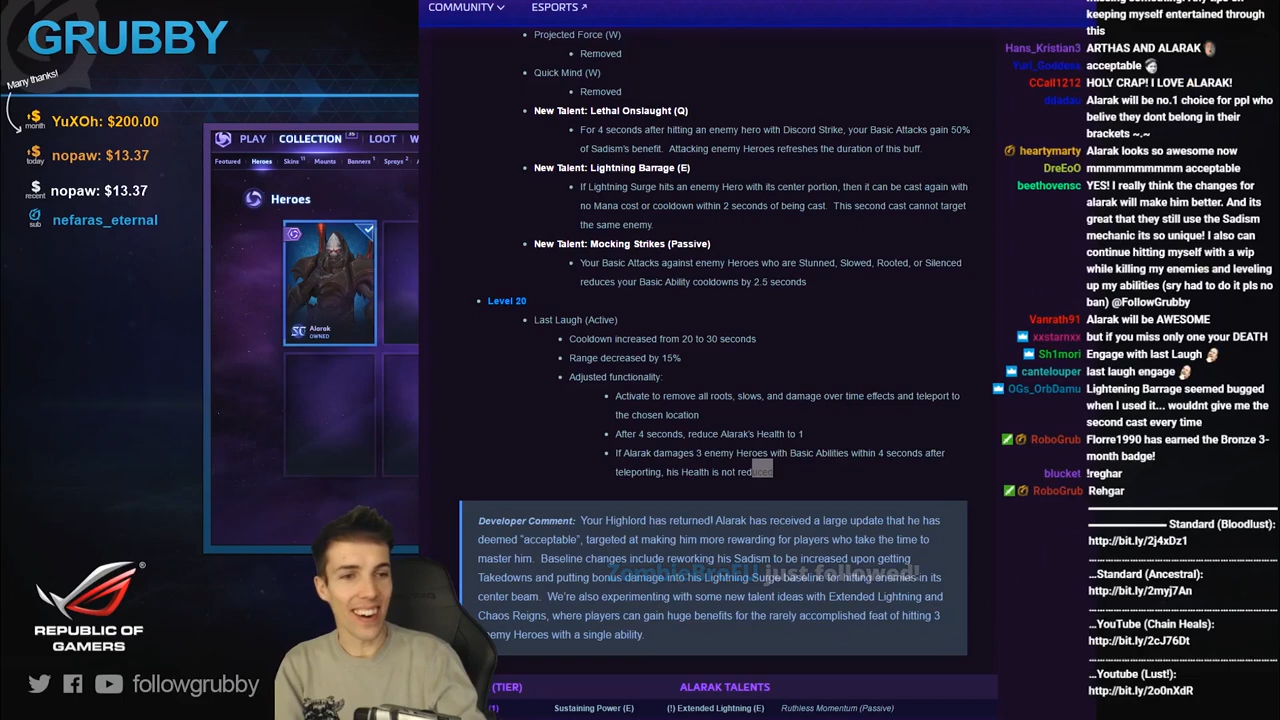 GRUBBY
Many thanks!
$ month
YuXOh: $200.00
$ today
nopaw: $13.37
$ recent
nopaw: $13.37
sub
nefaras_eternal
PLAY COLLECTION LOOT W
Featured Heroes Skins Mounts Banners Sprays
Heroes
Alarak
OWNED
REPUBLIC OF
GAMERS
followgrubby
COMMUNITY ESPORTS
Projected Force (W)
Removed
Quick Mind (W)
Removed
New Talent: Lethal Onslaught (Q)
For 4 seconds after hitting an enemy hero with Discord Strike, your Basic Attacks gain 50%
of Sadism's benefit. Attacking enemy Heroes refreshes the duration of this buff.
New Talent: Lightning Barrage (E)
If Lightning Surge hits an enemy Hero with its center portion, then it can be cast again with
no Mana cost or cooldown within 2 seconds of being cast. This second cast cannot target
the same enemy.
New Talent: Mocking Strikes (Passive)
Your Basic Attacks against enemy Heroes who are Stunned, Slowed, Rooted, or Silenced
reduces your Basic Ability cooldowns by 2.5 seconds
Level 20
Last Laugh (Active)
Cooldown increased from 20 to 30 seconds
Range decreased by 15%
Adjusted functionality:
Activate to remove all roots, slows, and damage over time effects and teleport to
the chosen location
After 4 seconds, reduce Alarak's Health to 1
If Alarak damages 3 enemy Heroes with Basic Abilities within 4 seconds after
teleporting, his Health is not reduced
Developer Comment: Your Highlord has returned! Alarak has received a large update that he has
deemed "acceptable", targeted at making him more rewarding for players who take the time to
master him. Baseline changes include reworking his Sadism to be increased upon getting
Takedowns and putting bonus damage into his Lightning Surge baseline for hitting enemies in its
center beam. We're also experimenting with some new talent ideas with Extended Lightning and
Chaos Reigns, where players can gain huge benefits for the rarely accomplished feat of hitting 3
enemy Heroes with a single ability.
just followed!
(TIER) ALARAK TALENTS
(1) Sustaining Power (E) (!) Extended Lightning (E) Ruthless Momentum (Passive)
keeping myself entertained through
this
Hans_Kristian3 ARTHAS AND ALARAK
Yuri_Goddess acceptable
CCall1212 HOLY CRAP! I LOVE ALARAK!
Alarak will be no.1 choice for ppl who
belive they dont belong in their
brackets ~.~
heartymarty Alarak looks so awesome now
DreEoO mmmmmmmmm acceptable
beethovensc YES! I really think the changes for
alarak will make him better. And its
great that they still use the Sadism
mechanic its so unique! I also can
continue hitting myself with a wip
while killing my enemies and leveling
up my abilities (sry had to do it pls no
ban) @FollowGrubby
Vanrath91 Alarak will be AWESOME
xxstarnxx but if you miss only one your DEATH
Sh1mori Engage with last Laugh
cantelouper last laugh engage
OGs_OrbDamu Lightening Barrage seemed bugged
when I used it... wouldnt give me the
second cast every time
RoboGrub Florre1990 has earned the Bronze 3-
month badge!
blucket !reghar
RoboGrub Rehgar
Standard (Bloodlust):
http://bit.ly/2j4xDz1
...Standard (Ancestral):
http://bit.ly/2myj7An
...YouTube (Chain Heals):
http://bit.ly/2cJ76Dt
...Youtube (Lust!):
http://bit.ly/2o0nXdR